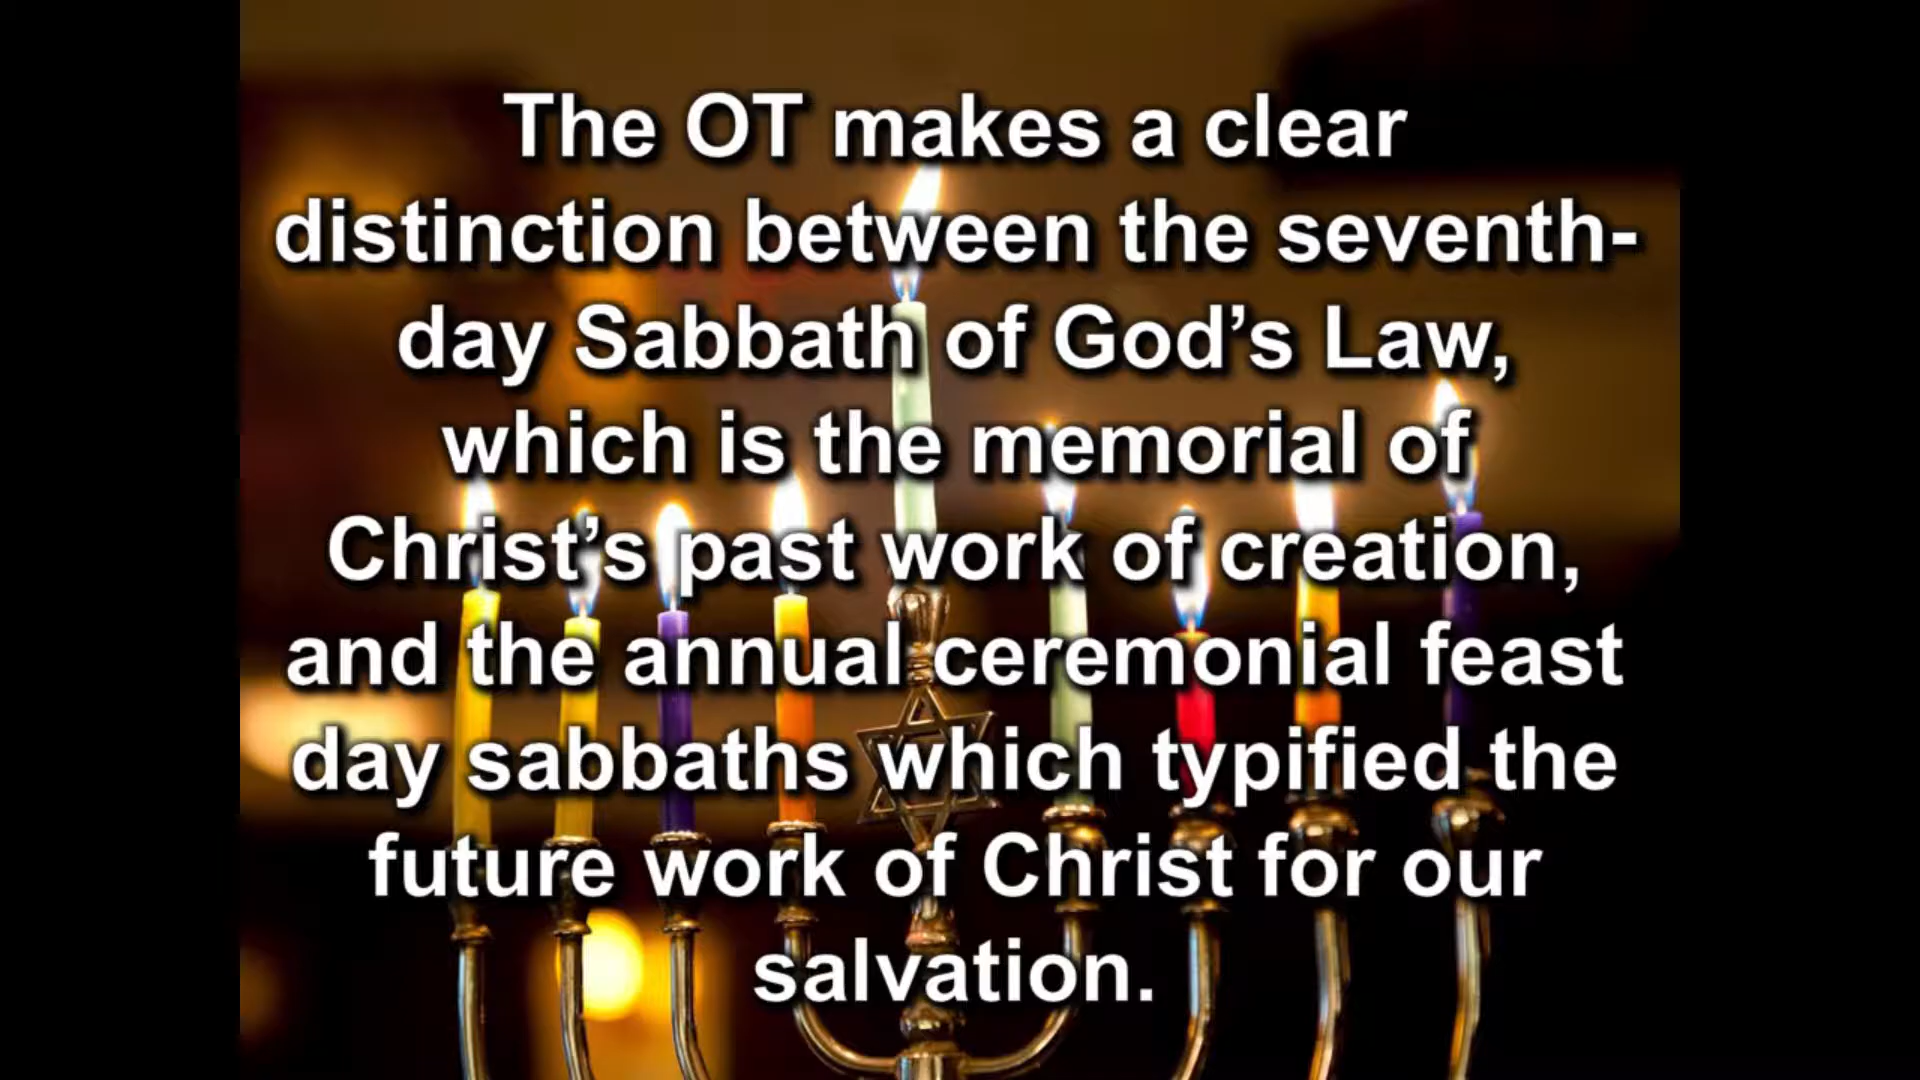 The OT makes a clear
distinction between the seventh-
day Sabbath of God’s Law,
which is the memorial of
Christ’s past work of creation,
and the annual ceremonial feast
day sabbaths which typified the
future work of Christ for our
salvation.